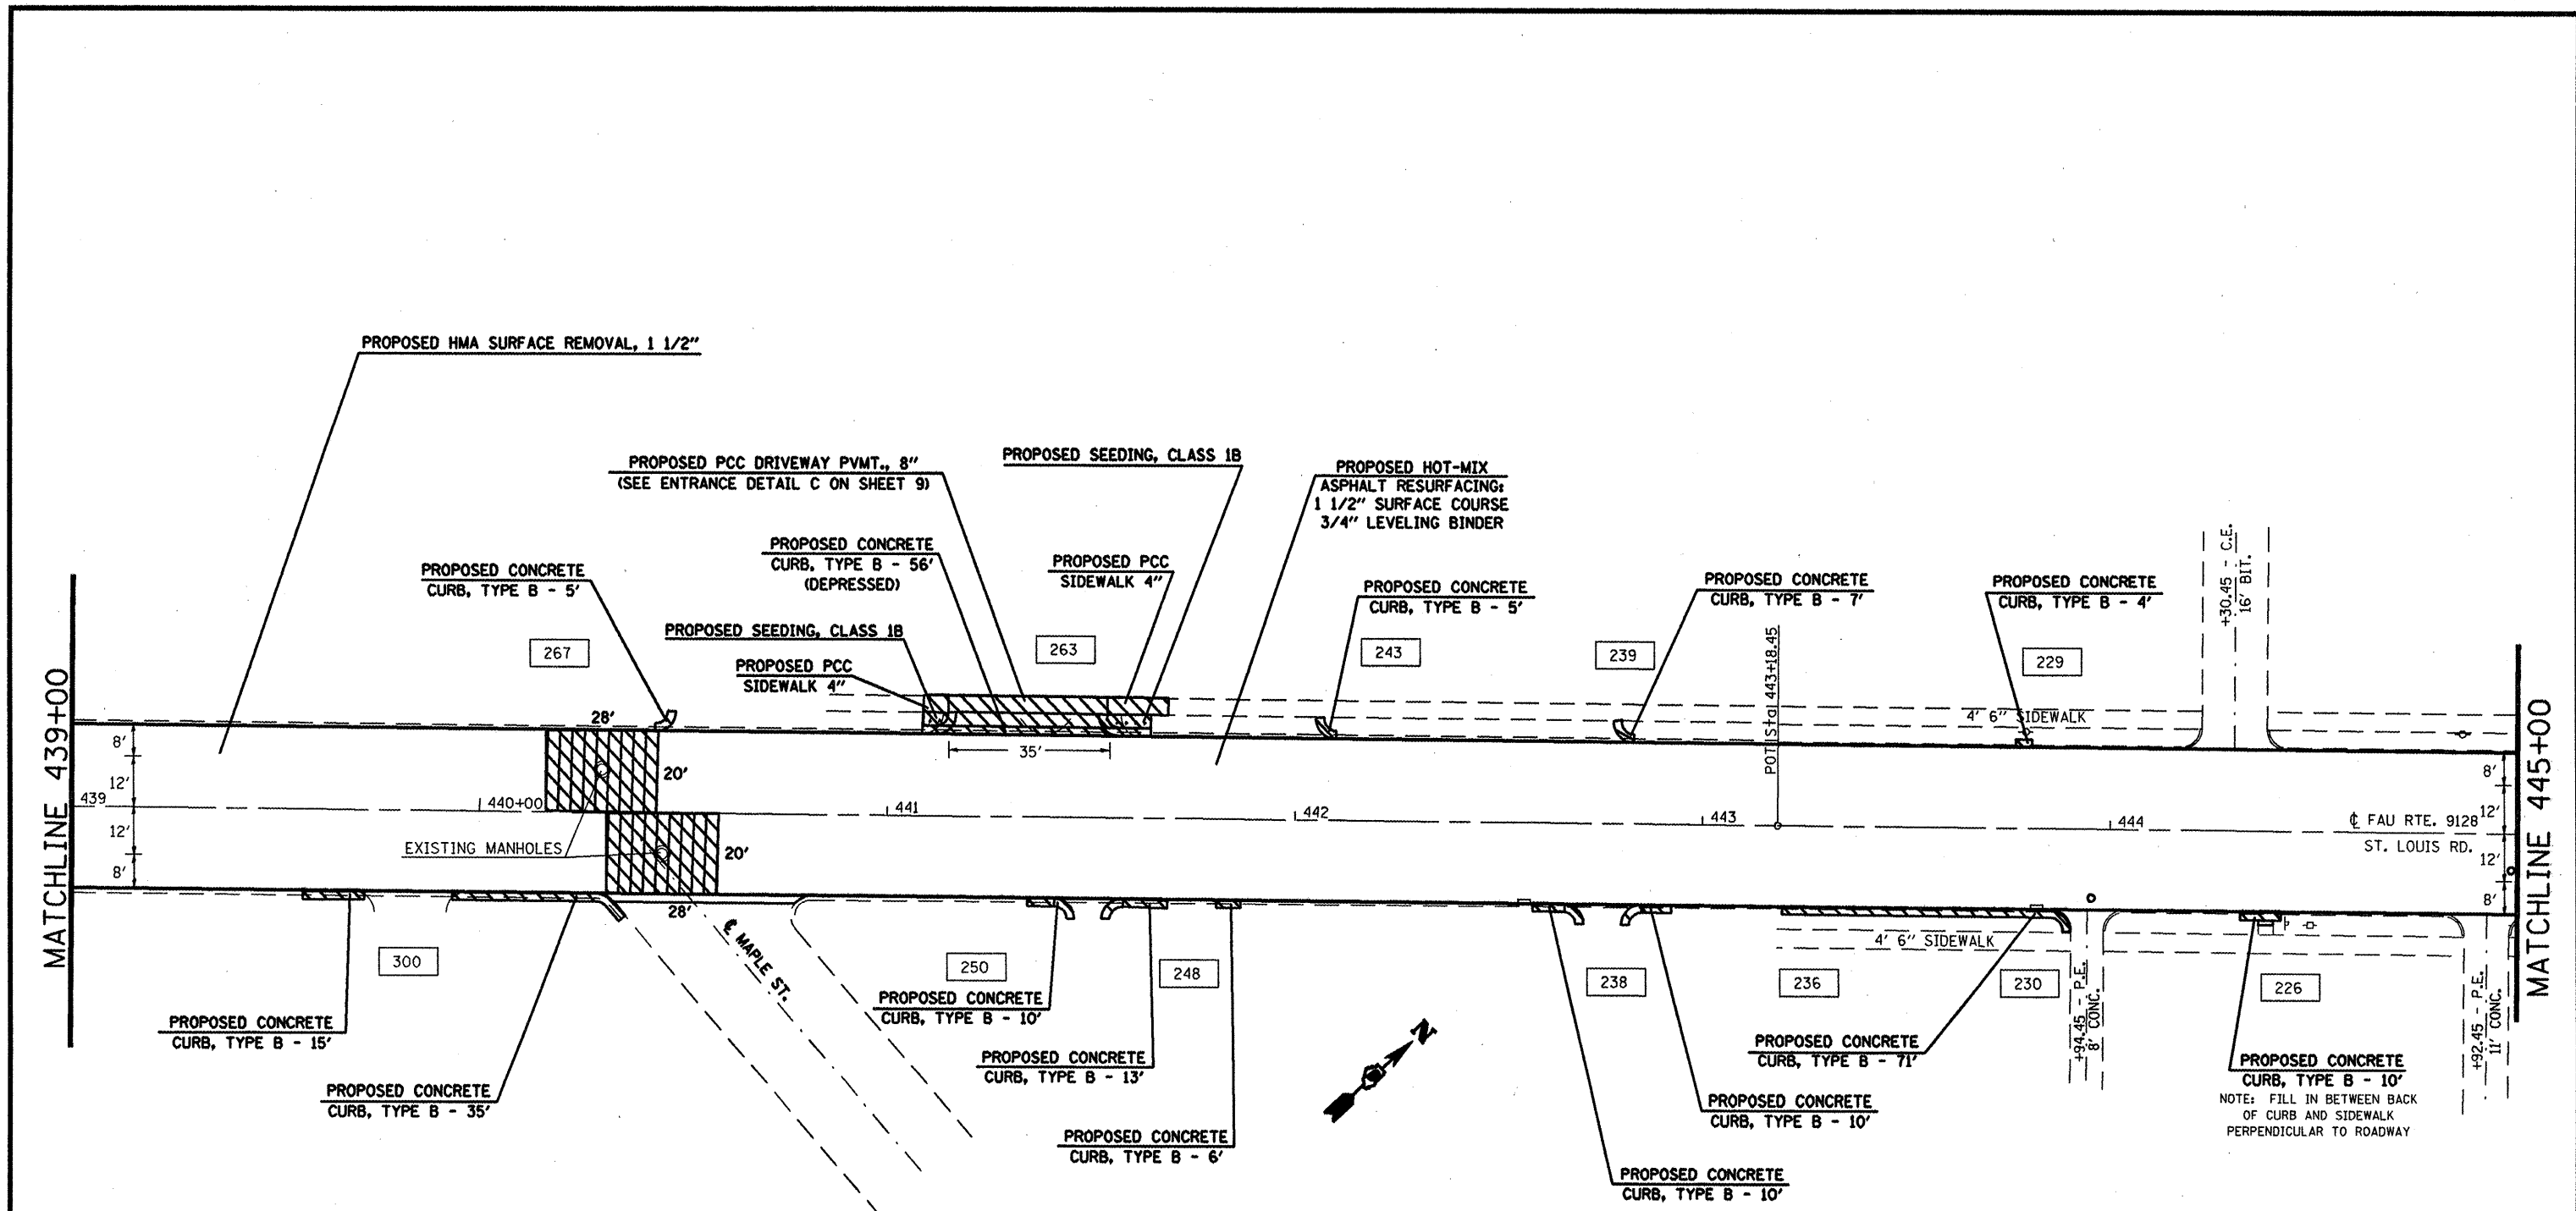 PROPOSED HMA SURFACE REMOVAL, 1 1/2"
PROPOSED PCC DRIVEWAY PVMT., 8"
(SEE ENTRANCE DETAIL C ON SHEET 9)
PROPOSED SEEDING, CLASS 1B
PROPOSED HOT-MIX
ASPHALT RESURFACING:
1 1/2" SURFACE COURSE
3/4" LEVELING BINDER
PROPOSED CONCRETE
CURB, TYPE B - 5'
PROPOSED CONCRETE
CURB, TYPE B - 56'
(DEPRESSED)
PROPOSED PCC
SIDEWALK 4"
PROPOSED CONCRETE
CURB, TYPE B - 5'
PROPOSED CONCRETE
CURB, TYPE B - 7'
PROPOSED CONCRETE
CURB, TYPE B - 4'
+30.45 - C.E.
16' BIT.
PROPOSED SEEDING, CLASS 1B
PROPOSED PCC
SIDEWALK 4"
267
263
243
239
229
POT Sta 443+18.45
MATCHLINE 439+00
MATCHLINE 445+00
28'
20'
35'
4' 6" SIDEWALK
8'
12'
12'
8'
439
440+00
441
442
443
444
℄ FAU RTE. 9128
ST. LOUIS RD.
8'
12'
12'
8'
EXISTING MANHOLES
20'
28'
℄ MAPLE ST.
4' 6" SIDEWALK
300
250
248
238
236
230
226
+94.45 - P.E.
8' CONC.
+92.45 - P.E.
11' CONC.
PROPOSED CONCRETE
CURB, TYPE B - 15'
PROPOSED CONCRETE
CURB, TYPE B - 35'
PROPOSED CONCRETE
CURB, TYPE B - 10'
PROPOSED CONCRETE
CURB, TYPE B - 13'
PROPOSED CONCRETE
CURB, TYPE B - 6'
N
PROPOSED CONCRETE
CURB, TYPE B - 71'
PROPOSED CONCRETE
CURB, TYPE B - 10'
PROPOSED CONCRETE
CURB, TYPE B - 10'
PROPOSED CONCRETE
CURB, TYPE B - 10'
NOTE: FILL IN BETWEEN BACK
OF CURB AND SIDEWALK
PERPENDICULAR TO ROADWAY